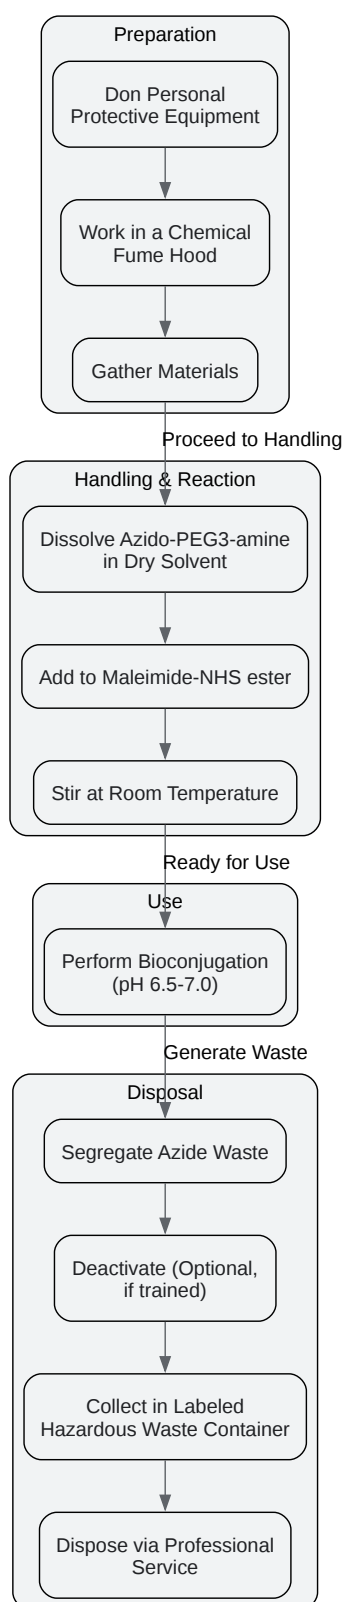 Preparation
Don Personal
Protective Equipment
Work in a Chemical
Fume Hood
Gather Materials
Proceed to Handling
Handling & Reaction
Dissolve Azido-PEG3-amine
in Dry Solvent
Add to Maleimide-NHS ester
Stir at Room Temperature
Ready for Use
Use
Perform Bioconjugation
(pH 6.5-7.0)
Generate Waste
Disposal
Segregate Azide Waste
Deactivate (Optional,
if trained)
Collect in Labeled
Hazardous Waste Container
Dispose via Professional
Service